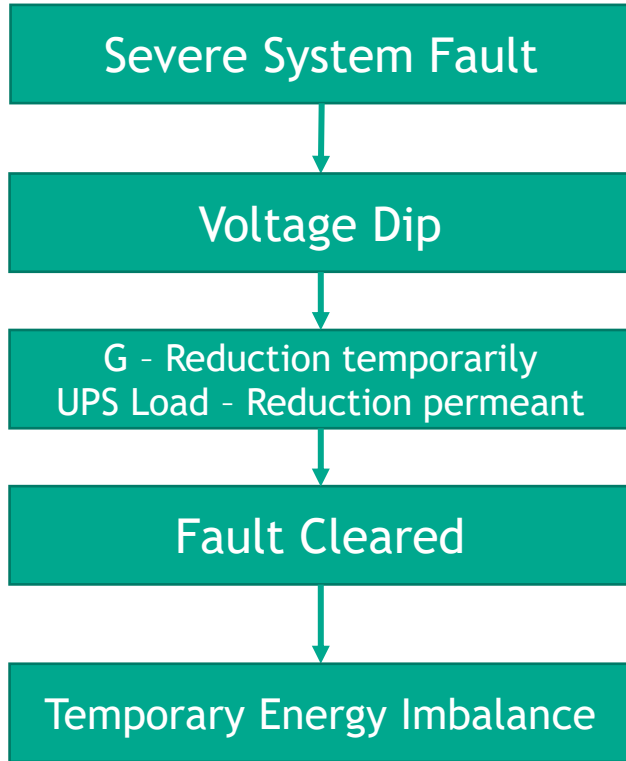 Severe System Fault
Voltage Dip
G – Reduction temporarily
UPS Load – Reduction permeant
Fault Cleared
Temporary Energy Imbalance